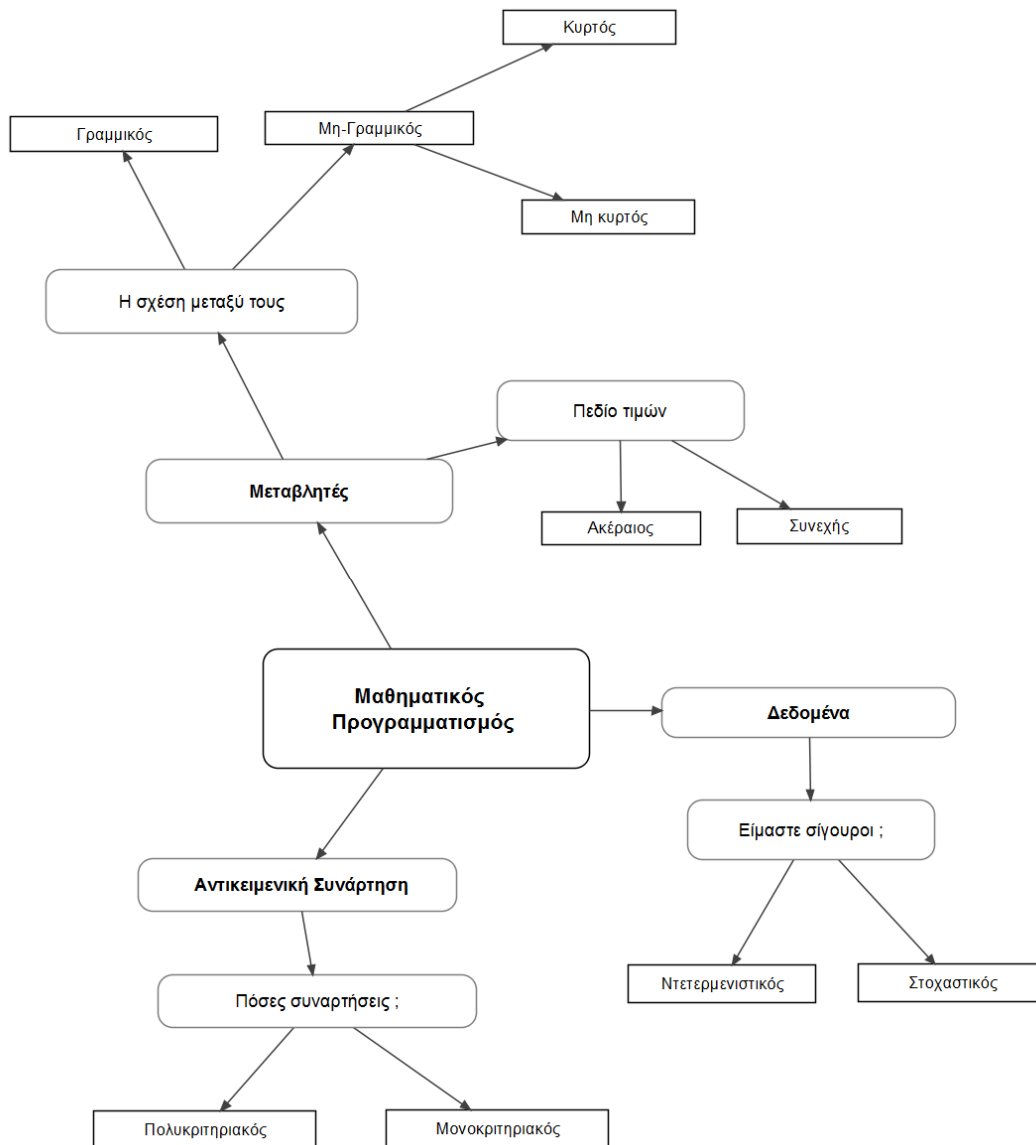 Κυρτός
Γραμμικός
Μη-Γραμμικός
Μη κυρτός
Η σχέση μεταξύ τους
Πεδίο τιμών
Μεταβλητές
Ακέραιος
Συνεχής
Μαθηματικός
Προγραμματισμός
Δεδομένα
Είμαστε σίγουροι ;
Αντικειμενική Συνάρτηση
Ντετερμενιστικός
Στοχαστικός
Πόσες συναρτήσεις ;
Πολυκριτηριακός
Μονοκριτηριακός